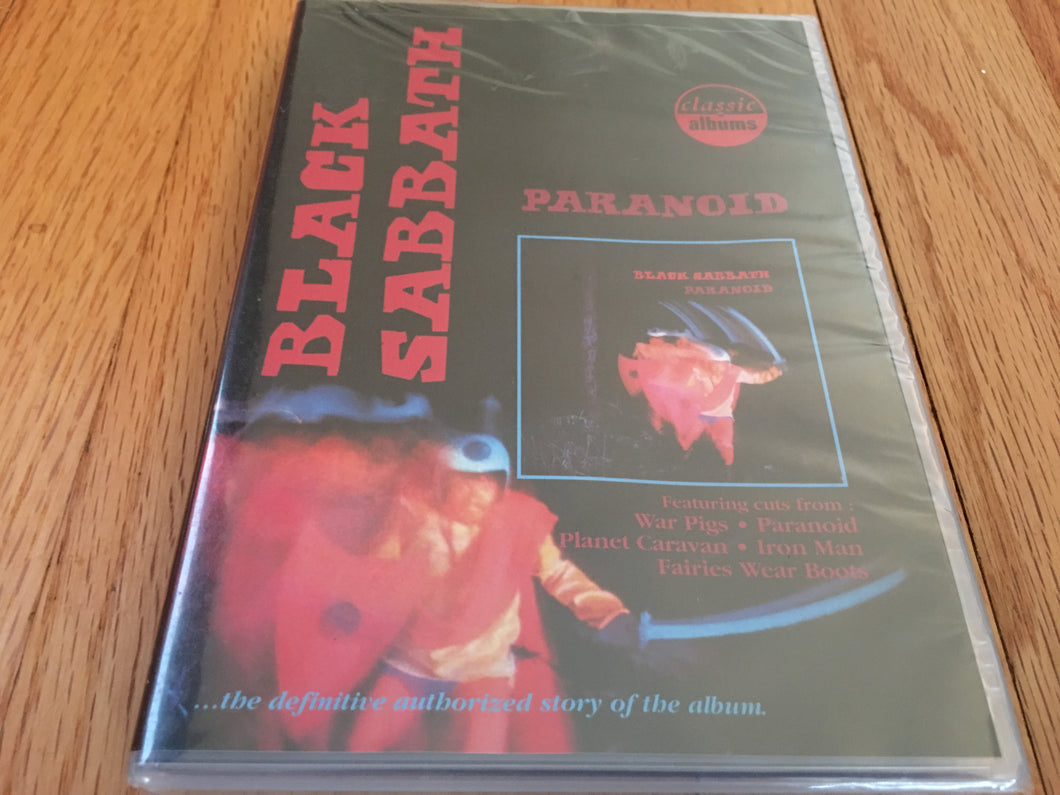 BLACK
SABBATH
classic
albums
PARANOID
BLACK SABBATH
PARANOID
Featuring cuts from :
War Pigs • Paranoid
Planet Caravan • Iron Man
Fairies Wear Boots
...the definitive authorized story of the album.